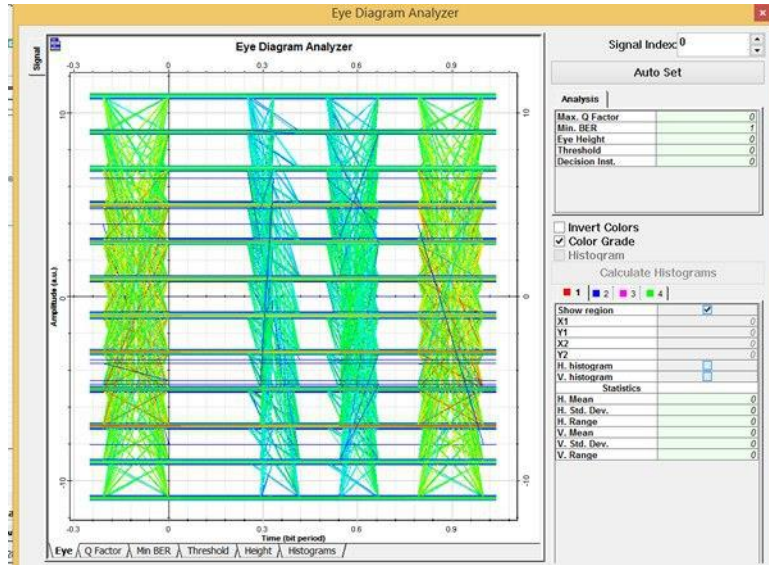 Eye Diagram Analyzer
x
Signal
Eye Diagram Analyzer
-0.3 0 0.3 0.6 0.9
10 10
0 0
-10 -10
Amplitude (a.u.)
-0.3 0 0.3 0.6 0.9
Time (bit period)
Eye Q Factor Min BER Threshold Height Histograms
Signal Index: 0
Auto Set
Analysis
Max. Q Factor 0
Min. BER 1
Eye Height 0
Threshold 0
Decision Inst. 0
Invert Colors
Color Grade
Histogram
Calculate Histograms
1 2 3 4
Show region
X1 0
Y1 0
X2 0
Y2 0
H. histogram
V. histogram
Statistics
H. Mean 0
H. Std. Dev. 0
H. Range 0
V. Mean 0
V. Std. Dev. 0
V. Range 0